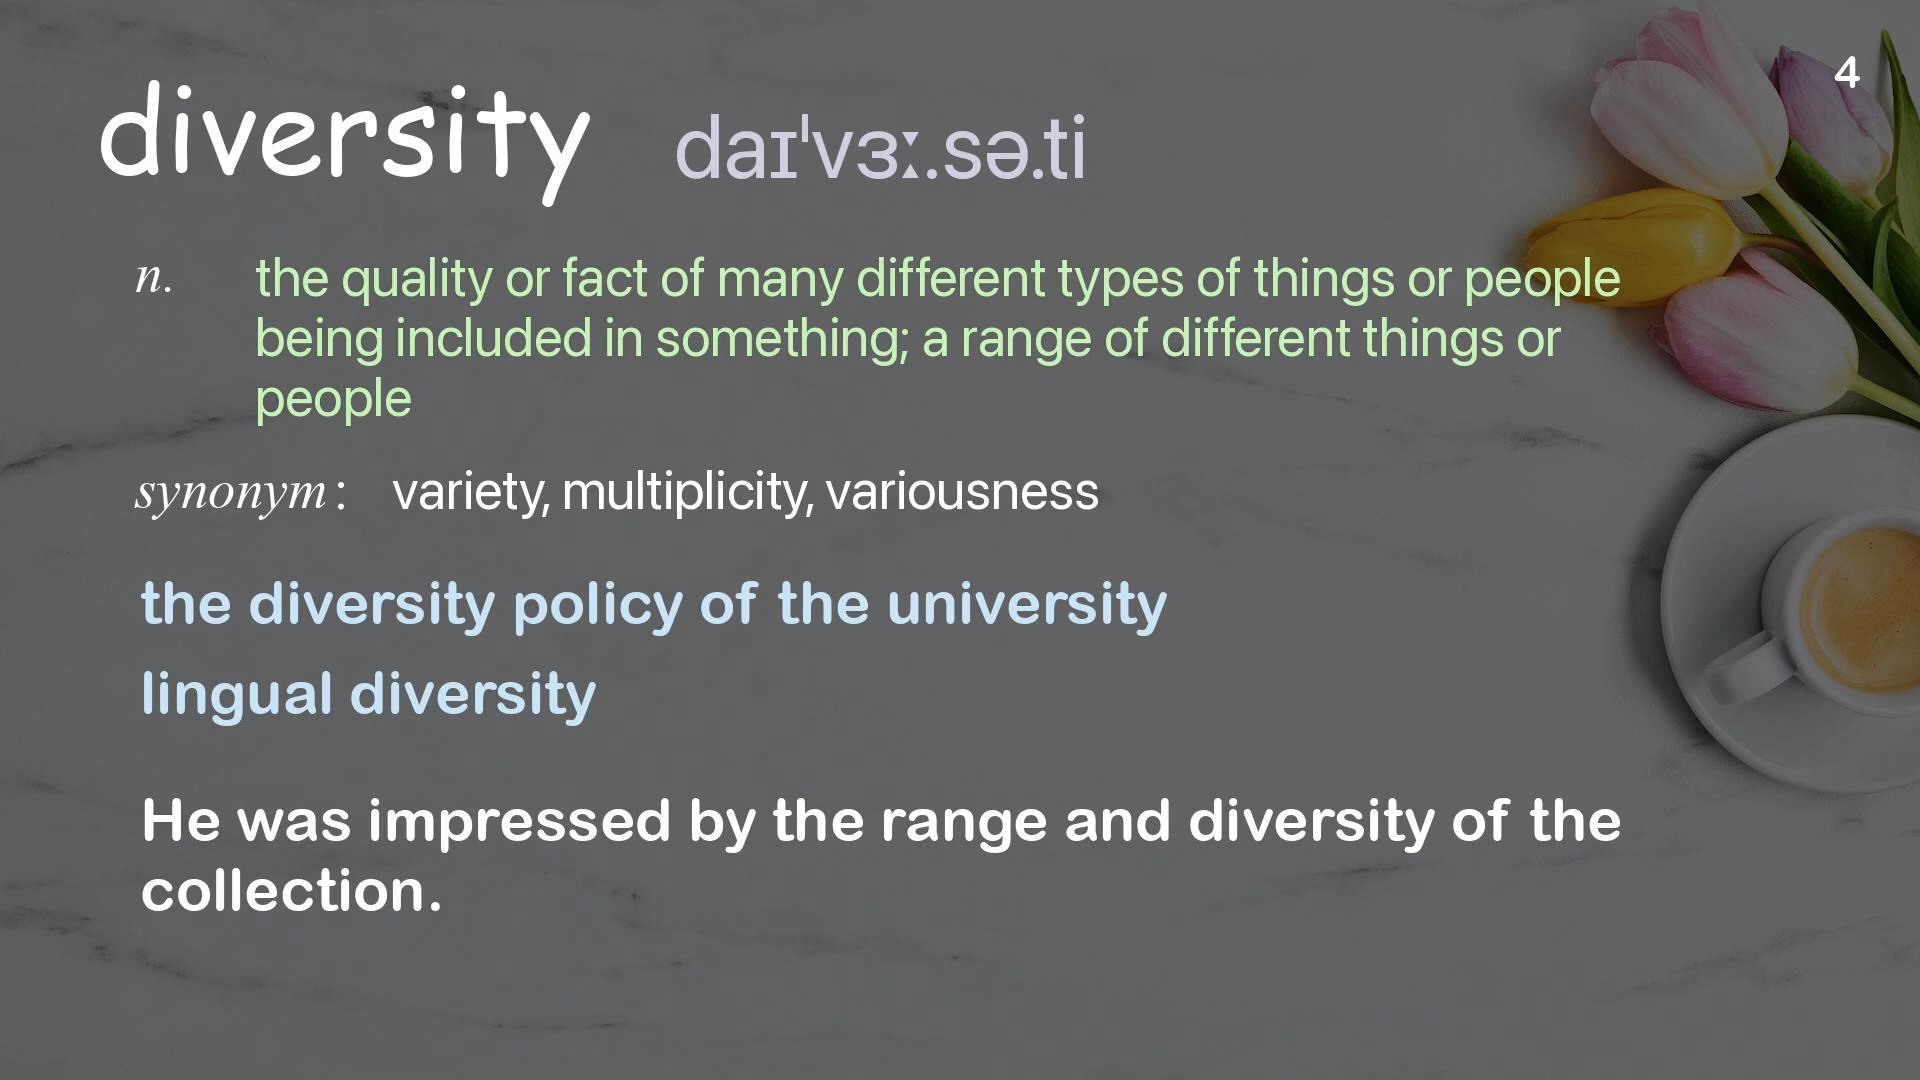 4
diversity daɪˈvɜː.sə.ti
n. the quality or fact of many different types of things or people
being included in something; a range of different things or
people
synonym: variety, multiplicity, variousness
the diversity policy of the university
lingual diversity
He was impressed by the range and diversity of the
collection.